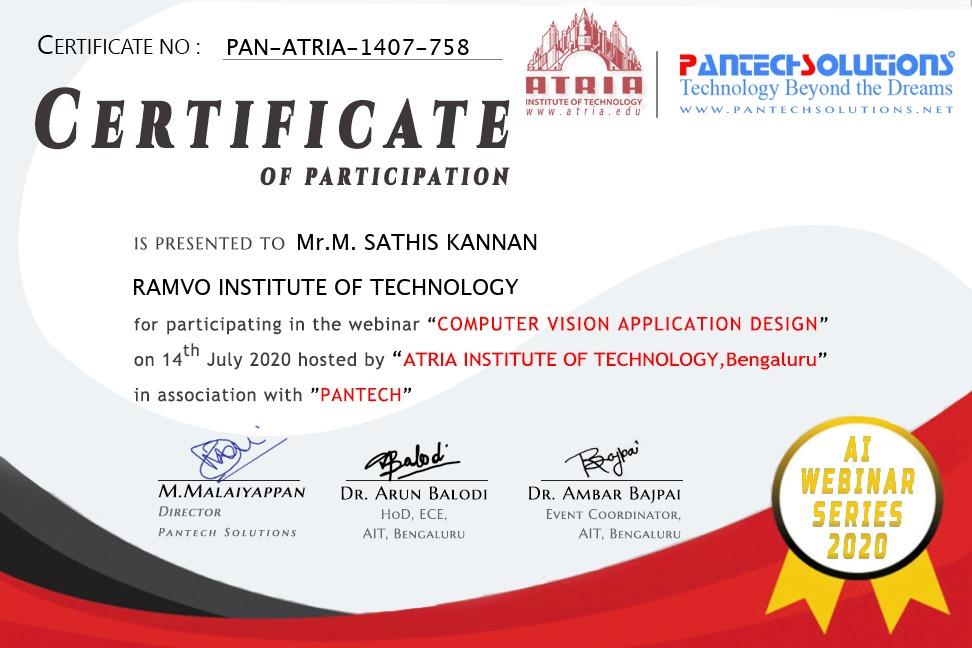 CERTIFICATE NO : PAN-ATRIA-1407-758
ATRIA
INSTITUTE OF TECHNOLOGY
www.atria.edu
PANTECHSOLUTIONS©
Technology Beyond the Dreams
WWW.PANTECHSOLUTIONS.NET
CERTIFICATE
OF PARTICIPATION
IS PRESENTED TO Mr.M. SATHIS KANNAN
RAMVO INSTITUTE OF TECHNOLOGY
for participating in the webinar “COMPUTER VISION APPLICATION DESIGN”
on 14th July 2020 hosted by “ATRIA INSTITUTE OF TECHNOLOGY,Bengaluru”
in association with ”PANTECH”
Balodi
Bajpai
M.MALAIYAPPAN
DIRECTOR
PANTECH SOLUTIONS
DR. ARUN BALODI
HOD, ECE,
AIT, BENGALURU
DR. AMBAR BAJPAI
EVENT COORDINATOR,
AIT, BENGALURU
AI
WEBINAR
SERIES
2020